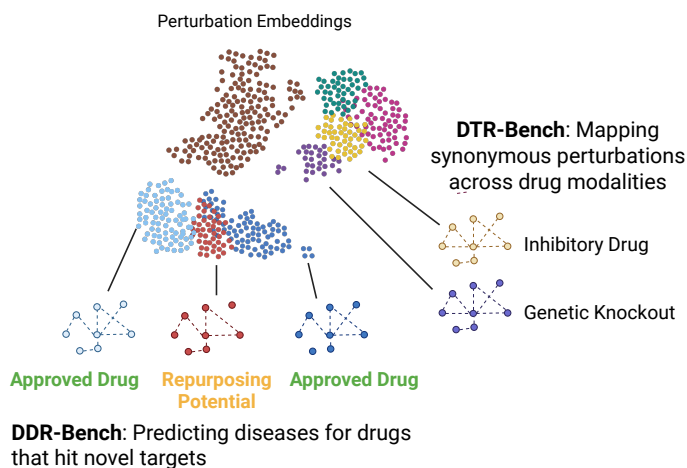 Perturbation Embeddings
DTR-Bench: Mapping
synonymous perturbations
across drug modalities
Inhibitory Drug
Genetic Knockout
Approved Drug
Repurposing
Potential
Approved Drug
DDR-Bench: Predicting diseases for drugs
that hit novel targets